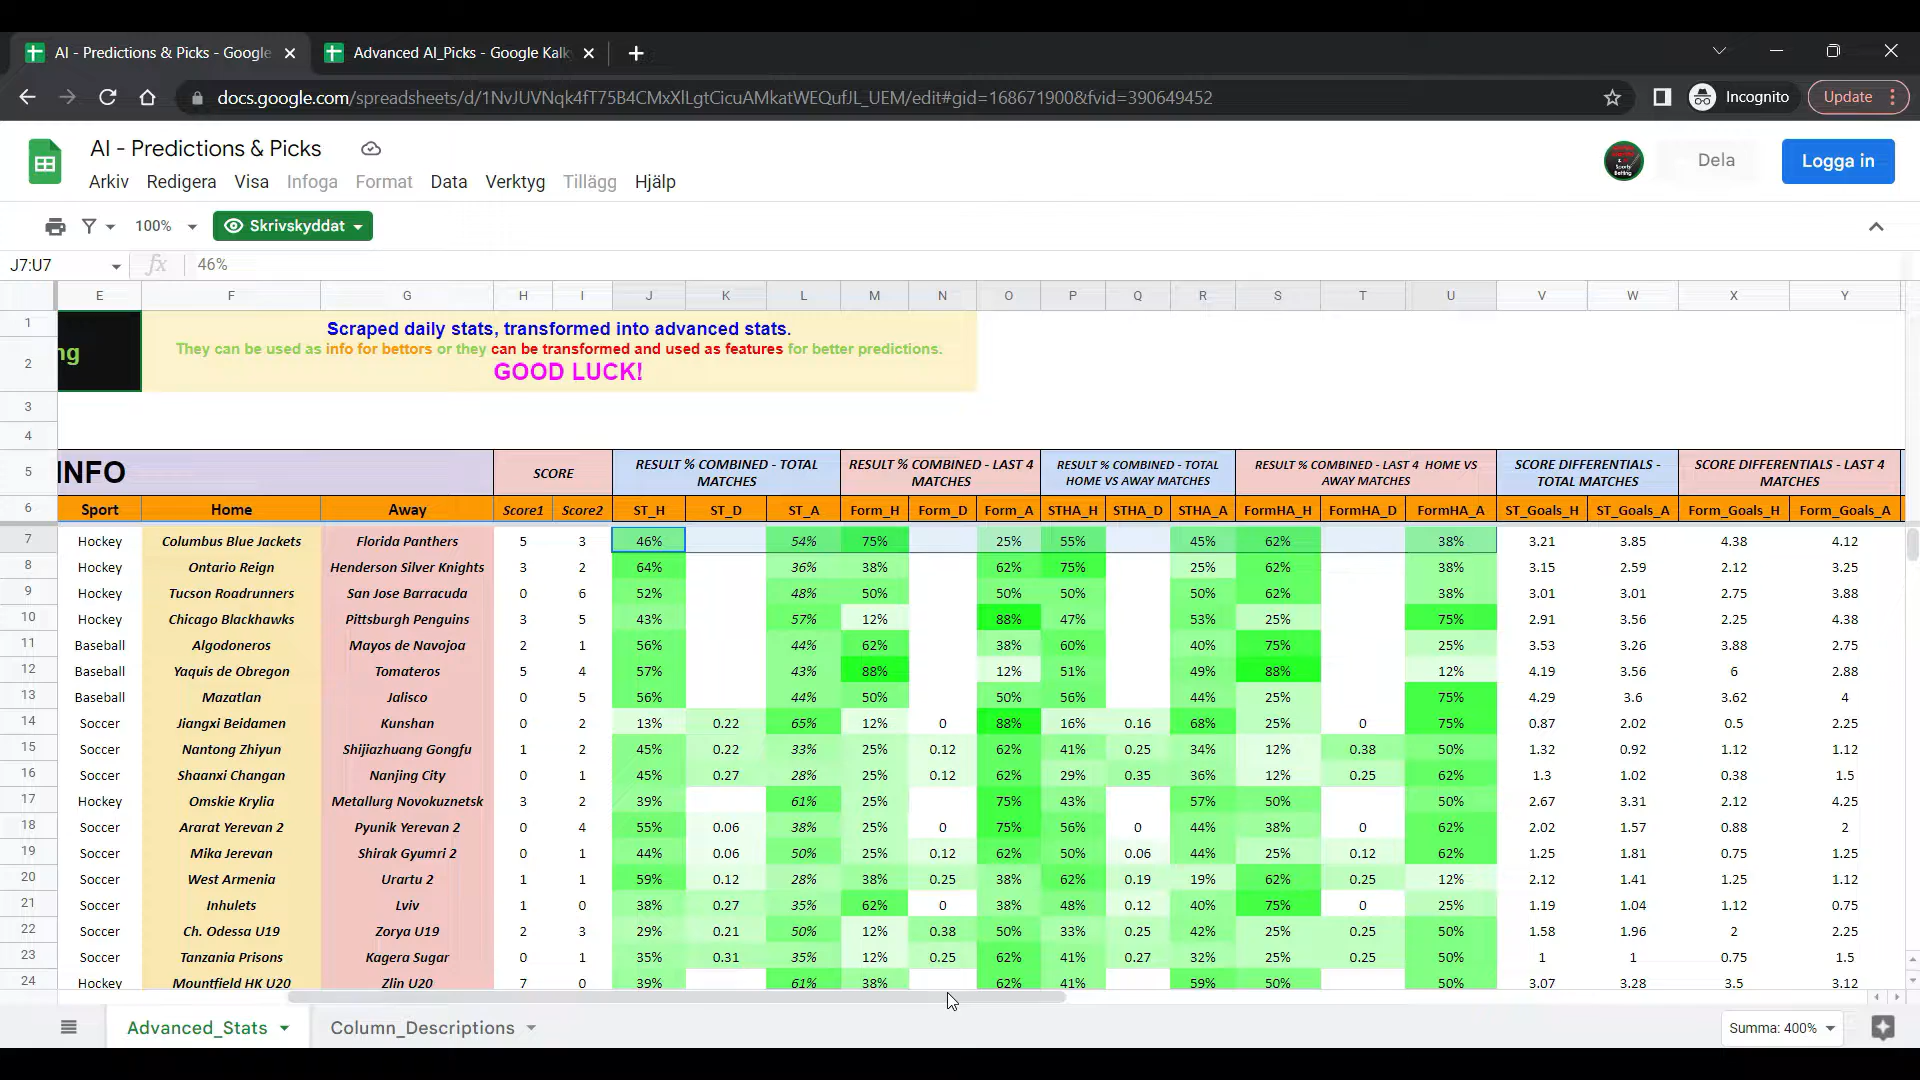 AI - Predictions & Picks - Google
Advanced AI_Picks - Google Kalk
docs.google.com/spreadsheets/d/1NvJUVNqk4fT75B4CMxXlLgtCicuAMkatWEQufJL_UEM/edit#gid=168671900&fvid=390649452
Incognito
Update
AI - Predictions & Picks
Dela
Logga in
Arkiv Redigera Visa Infoga Format Data Verktyg Tillägg Hjälp
100%
Skrivskyddat
J7:U7
fx
46%
E F G H I J K L M N O P Q R S T U V W X Y
1
Scraped daily stats, transformed into advanced stats.
2
ng
They can be used as info for bettors or they can be transformed and used as features for better predictions.
GOOD LUCK!
3
4
5 INFO SCORE RESULT % COMBINED - TOTAL MATCHES RESULT % COMBINED - LAST 4 MATCHES RESULT % COMBINED - TOTAL HOME VS AWAY MATCHES RESULT % COMBINED - LAST 4 HOME VS AWAY MATCHES SCORE DIFFERENTIALS - TOTAL MATCHES SCORE DIFFERENTIALS - LAST 4 MATCHES
6 Sport Home Away Score1 Score2 ST_H ST_D ST_A Form_H Form_D Form_A STHA_H STHA_D STHA_A FormHA_H FormHA_D FormHA_A ST_Goals_H ST_Goals_A Form_Goals_H Form_Goals_A
7 Hockey Columbus Blue Jackets Florida Panthers 5 3 46% 54% 75% 25% 55% 45% 62% 38% 3.21 3.85 4.38 4.12
8 Hockey Ontario Reign Henderson Silver Knights 3 2 64% 36% 38% 62% 75% 25% 62% 38% 3.15 2.59 2.12 3.25
9 Hockey Tucson Roadrunners San Jose Barracuda 0 6 52% 48% 50% 50% 50% 50% 62% 38% 3.01 3.01 2.75 3.88
10 Hockey Chicago Blackhawks Pittsburgh Penguins 3 5 43% 57% 12% 88% 47% 53% 25% 75% 2.91 3.56 2.25 4.38
11 Baseball Algodoneros Mayos de Navojoa 2 1 56% 44% 62% 38% 60% 40% 75% 25% 3.53 3.26 3.88 2.75
12 Baseball Yaquis de Obregon Tomateros 5 4 57% 43% 88% 12% 51% 49% 88% 12% 4.19 3.56 6 2.88
13 Baseball Mazatlan Jalisco 0 5 56% 44% 50% 50% 56% 44% 25% 75% 4.29 3.6 3.62 4
14 Soccer Jiangxi Beidamen Kunshan 0 2 13% 0.22 65% 12% 0 88% 16% 0.16 68% 25% 0 75% 0.87 2.02 0.5 2.25
15 Soccer Nantong Zhiyun Shijiazhuang Gongfu 1 2 45% 0.22 33% 25% 0.12 62% 41% 0.25 34% 12% 0.38 50% 1.32 0.92 1.12 1.12
16 Soccer Shaanxi Changan Nanjing City 0 1 45% 0.27 28% 25% 0.12 62% 29% 0.35 36% 12% 0.25 62% 1.3 1.02 0.38 1.5
17 Hockey Omskie Krylia Metallurg Novokuznetsk 3 2 39% 61% 25% 75% 43% 57% 50% 50% 2.67 3.31 2.12 4.25
18 Soccer Ararat Yerevan 2 Pyunik Yerevan 2 0 4 55% 0.06 38% 25% 0 75% 56% 0 44% 38% 0 62% 2.02 1.57 0.88 2
19 Soccer Mika Jerevan Shirak Gyumri 2 0 1 44% 0.06 50% 25% 0.12 62% 50% 0.06 44% 25% 0.12 62% 1.25 1.81 0.75 1.25
20 Soccer West Armenia Urartu 2 1 1 59% 0.12 28% 38% 0.25 38% 62% 0.19 19% 62% 0.25 12% 2.12 1.41 1.25 1.12
21 Soccer Inhulets Lviv 1 0 38% 0.27 35% 62% 0 38% 48% 0.12 40% 75% 0 25% 1.19 1.04 1.12 0.75
22 Soccer Ch. Odessa U19 Zorya U19 2 3 29% 0.21 50% 12% 0.38 50% 33% 0.25 42% 25% 0.25 50% 1.58 1.96 2 2.25
23 Soccer Tanzania Prisons Kagera Sugar 0 1 35% 0.31 35% 12% 0.25 62% 41% 0.27 32% 25% 0.25 50% 1 1 0.75 1.5
24 Hockey Mountfield HK U20 Zlin U20 7 0 39% 61% 38% 62% 41% 59% 50% 50% 3.07 3.28 3.5 3.12
Advanced_Stats
Column_Descriptions
Summa: 400%